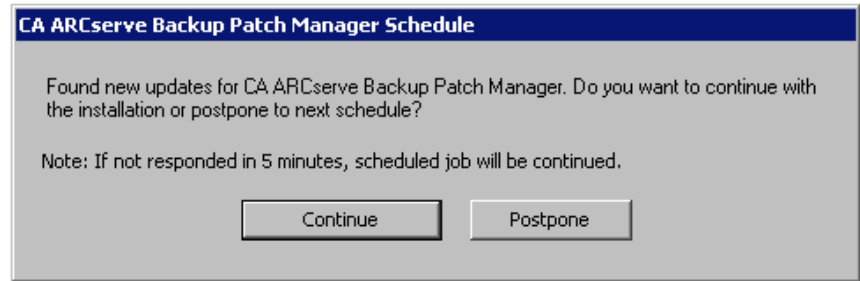 CA ARCserve Backup Patch Manager Schedule
Found new updates for CA ARCserve Backup Patch Manager. Do you want to continue with
the installation or postpone to next schedule?
Note: If not responded in 5 minutes, scheduled job will be continued.
Continue
Postpone